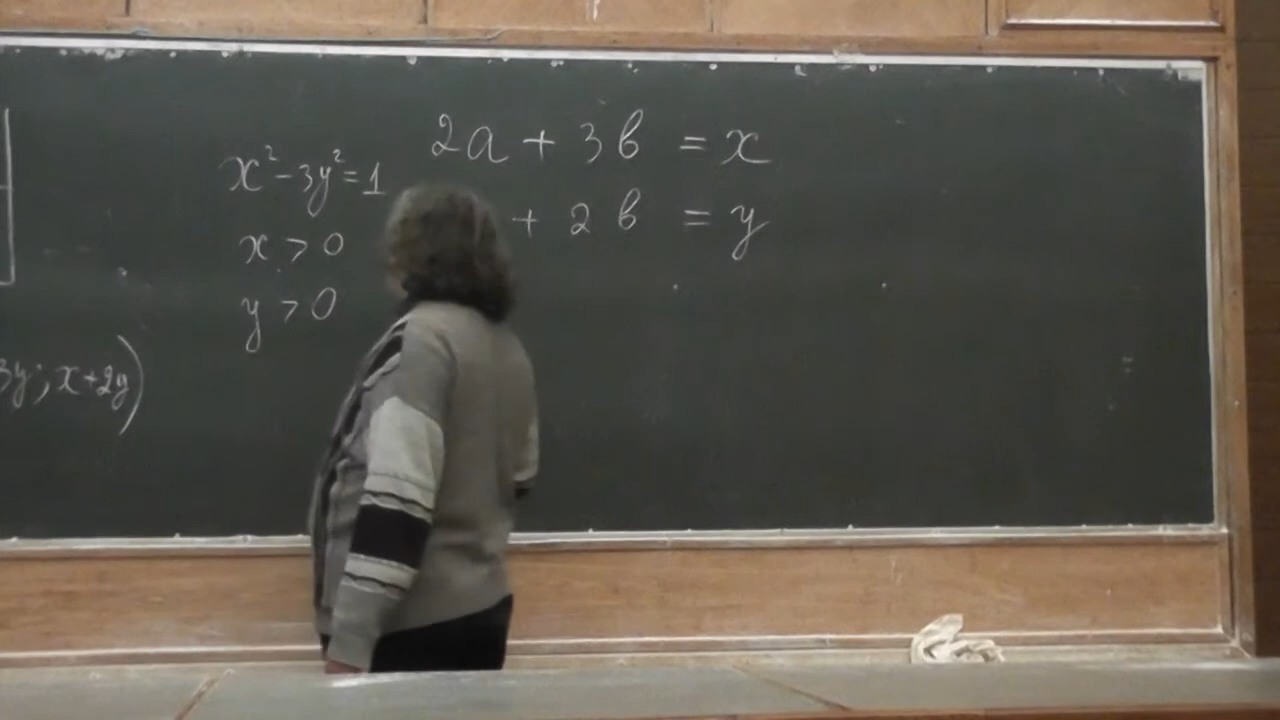 x² - 3y² = 1
x > 0
y > 0
3y; x + 2y)
2a + 3b = x
+ 2b = y